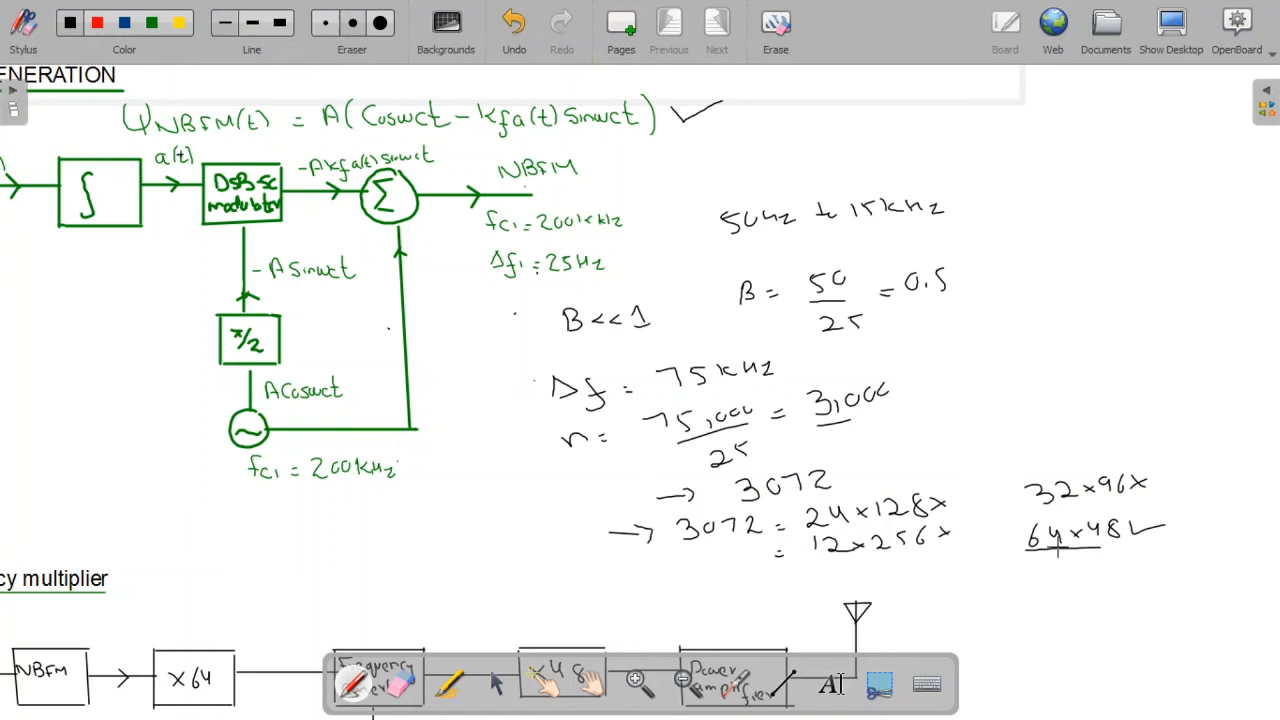 Stylus
Color
Line
Eraser
Backgrounds
Undo
Redo
Pages
Previous
Next
Erase
Board
Web
Documents
Show Desktop
OpenBoard
ENERATION
ΨNBFM(t) = A(Cosωct - kfa(t) Sinωct)
a(t)
∫
DSB-SC
modulator
-Akfa(t)sinωct
Σ
NBFM
fc1 = 200kHz
Δf1 = 25Hz
-ASinωct
π/2
ACosωct
~
fc1 = 200kHz
50Hz to 15kHz
B = 50/25 = 0.5
B << 1
Δf = 75kHz
n = 75,000/25 = 3,000
→ 3072
→ 3072 = 24×128×
= 12×256×
32×96×
64×48✓
cy multiplier
NBFM
×64
×48
Power